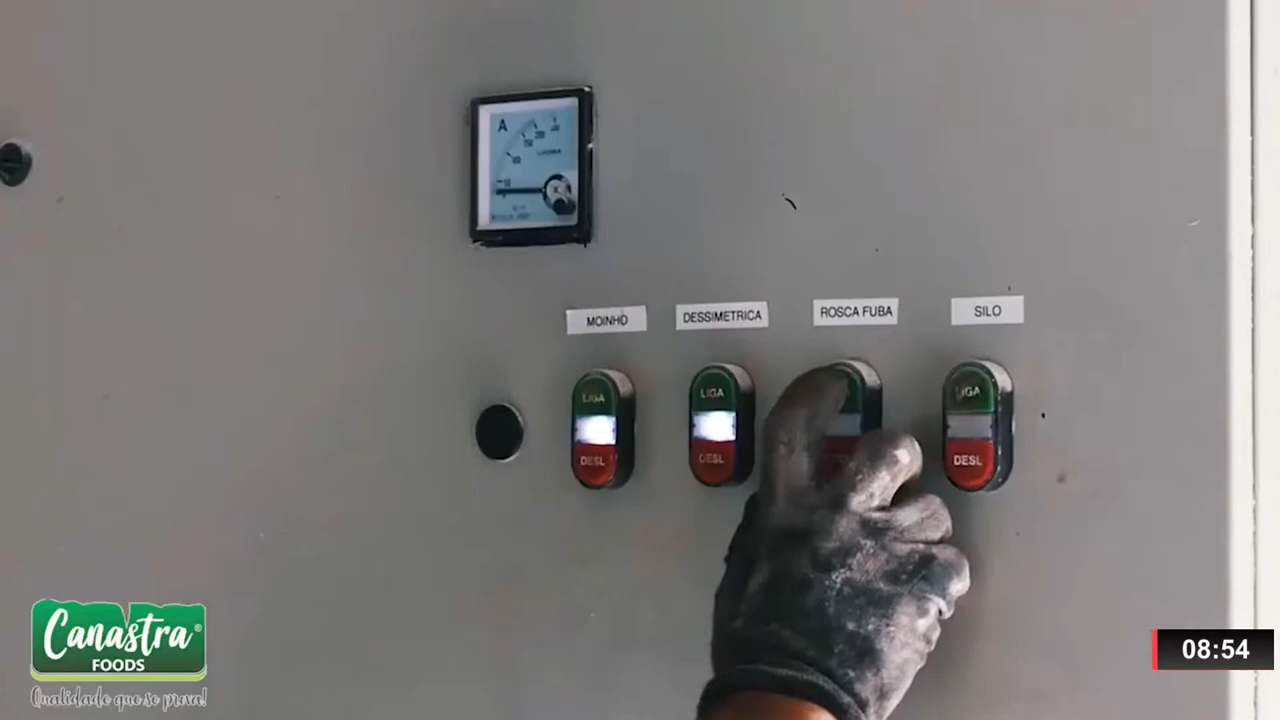 A
MOINHO
DESSIMETRICA
ROSCA FUBA
SILO
LIGA
DESL
LIGA
DESL
LIGA
DESL
Canastra®
FOODS
Qualidade que se prova!
08:54